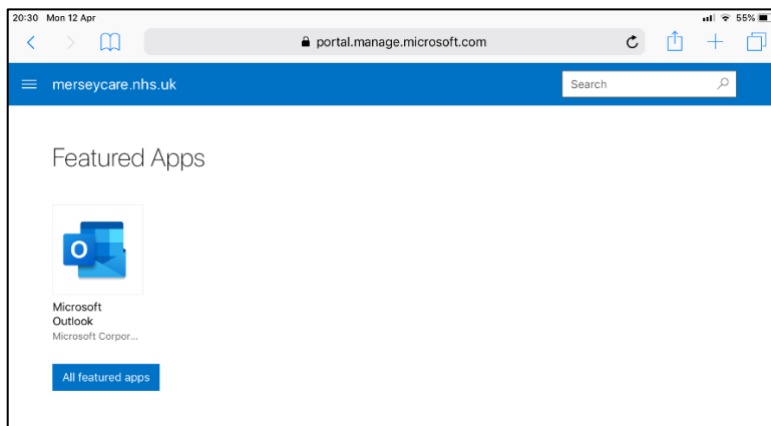 20:30 Mon 12 Apr
55%
portal.manage.microsoft.com
merseycare.nhs.uk
Search
Featured Apps
O
Microsoft
Outlook
Microsoft Corpor...
All featured apps